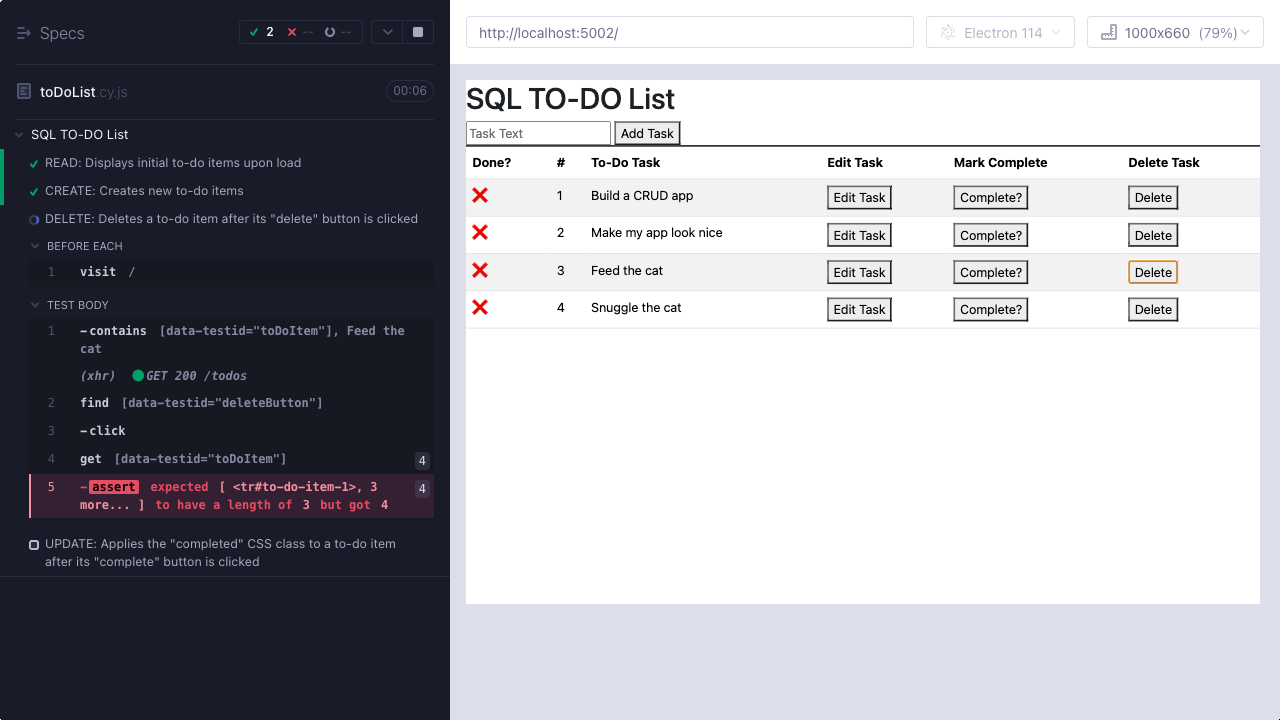 Specs
2 -- --
toDoList.cy.js 00:06
SQL TO-DO List
READ: Displays initial to-do items upon load
CREATE: Creates new to-do items
DELETE: Deletes a to-do item after its "delete" button is clicked
BEFORE EACH
1 visit /
TEST BODY
1 -contains [data-testid="toDoItem"], Feed the
cat
(xhr) GET 200 /todos
2 find [data-testid="deleteButton"]
3 -click
4 get [data-testid="toDoItem"] 4
5 -assert expected [ <tr#to-do-item-1>, 3 4
more... ] to have a length of 3 but got 4
UPDATE: Applies the "completed" CSS class to a to-do item
after its "complete" button is clicked
http://localhost:5002/ Electron 114 1000x660 (79%)
SQL TO-DO List
Task Text Add Task
Done? # To-Do Task Edit Task Mark Complete Delete Task
1 Build a CRUD app Edit Task Complete? Delete
2 Make my app look nice Edit Task Complete? Delete
3 Feed the cat Edit Task Complete? Delete
4 Snuggle the cat Edit Task Complete? Delete